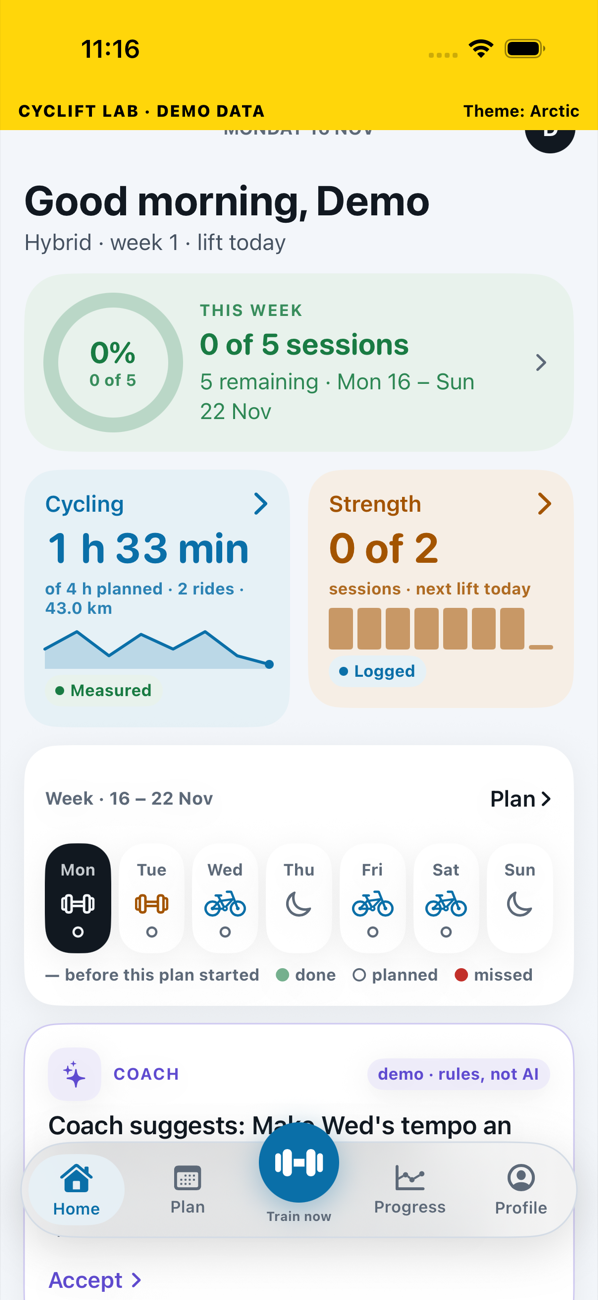 11:16
CYCLIFT LAB · DEMO DATA
Theme: Arctic
Good morning, Demo
Hybrid · week 1 · lift today
0%
0 of 5
THIS WEEK
0 of 5 sessions
5 remaining · Mon 16 – Sun
22 Nov
Cycling
1 h 33 min
of 4 h planned · 2 rides ·
43.0 km
Measured
Strength
0 of 2
sessions · next lift today
Logged
Week · 16 – 22 Nov
Plan
Mon
Tue
Wed
Thu
Fri
Sat
Sun
— before this plan started
done
planned
missed
COACH
demo · rules, not AI
Coach suggests: Make Wed's tempo an
Home
Plan
Train now
Progress
Profile
Accept